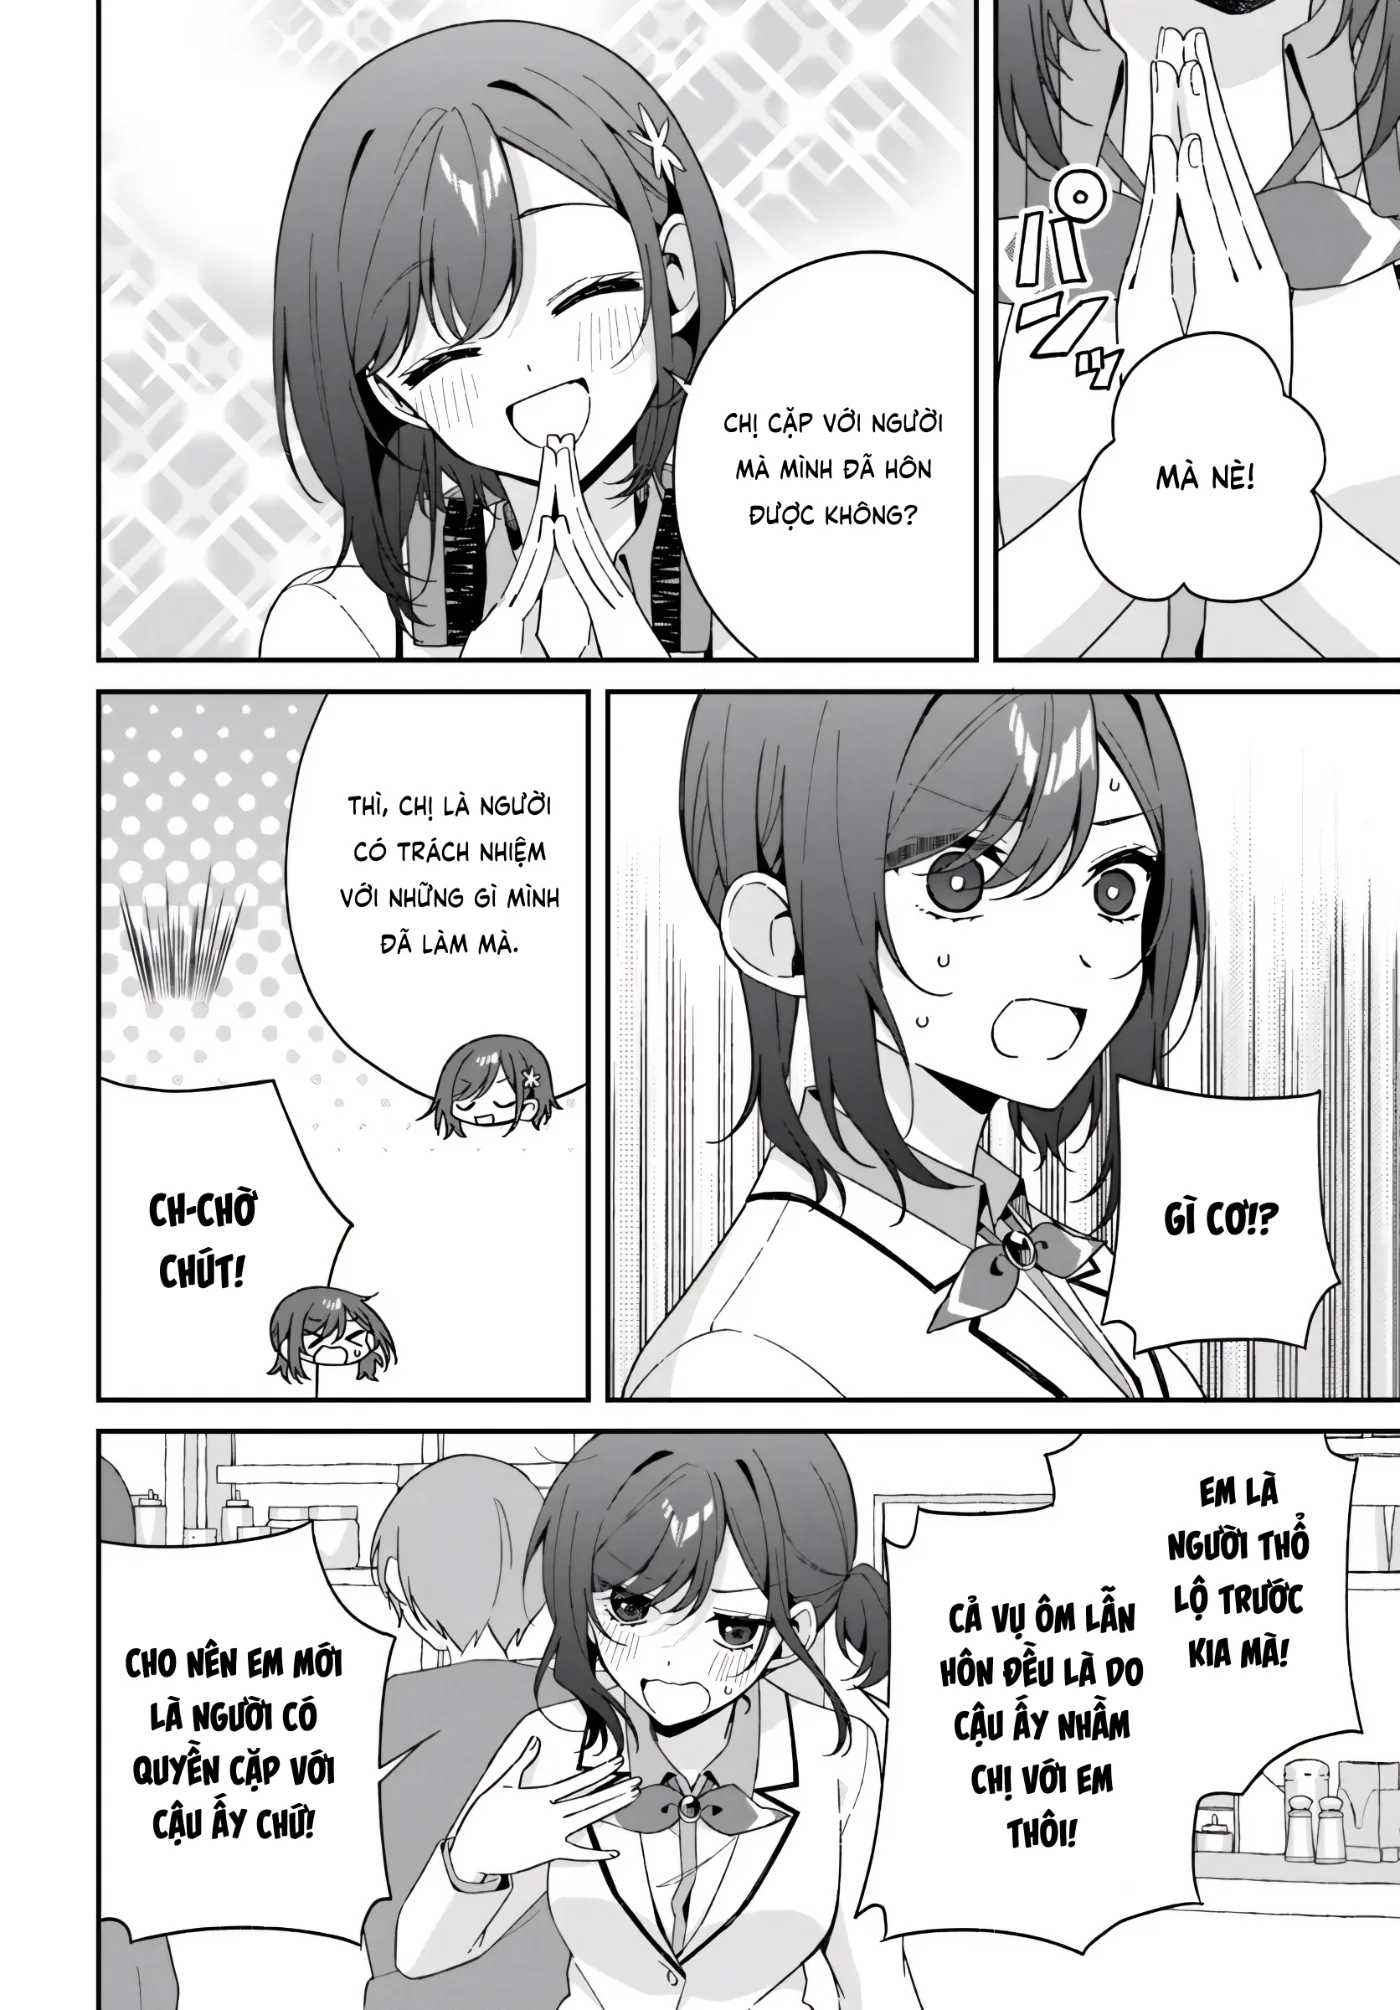 パンッ
MÀ NÈ!
CHỊ CẶP VỚI NGƯỜI
MÀ MÌNH ĐÃ HÔN
ĐƯỢC KHÔNG?
GÌ CƠ!?
THÌ, CHỊ LÀ NGƯỜI
CÓ TRÁCH NHIỆM
VỚI NHỮNG GÌ MÌNH
ĐÃ LÀM MÀ.
CH-CHỜ
CHÚT!
EM LÀ
NGƯỜI THỔ
LỘ TRƯỚC
KIA MÀ!
CẢ VỤ ÔM LẪN
HÔN ĐỀU LÀ DO
CẬU ẤY NHẦM
CHỊ VỚI EM
THÔI!
CHO NÊN EM MỚI
LÀ NGƯỜI CÓ
QUYỀN CẶP VỚI
CẬU ẤY CHỨ!